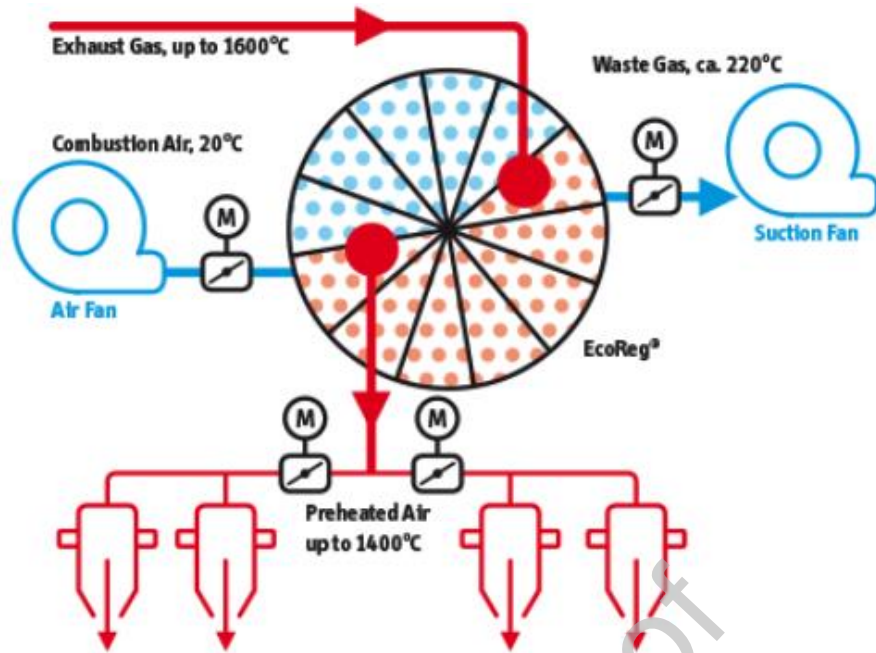 Exhaust Gas, up to 1600°C
Waste Gas, ca. 220°C
Combustion Air, 20°C
M
M
Suction Fan
Air Fan
EcoReg®
M
M
Preheated Air
up to 1400°C
of